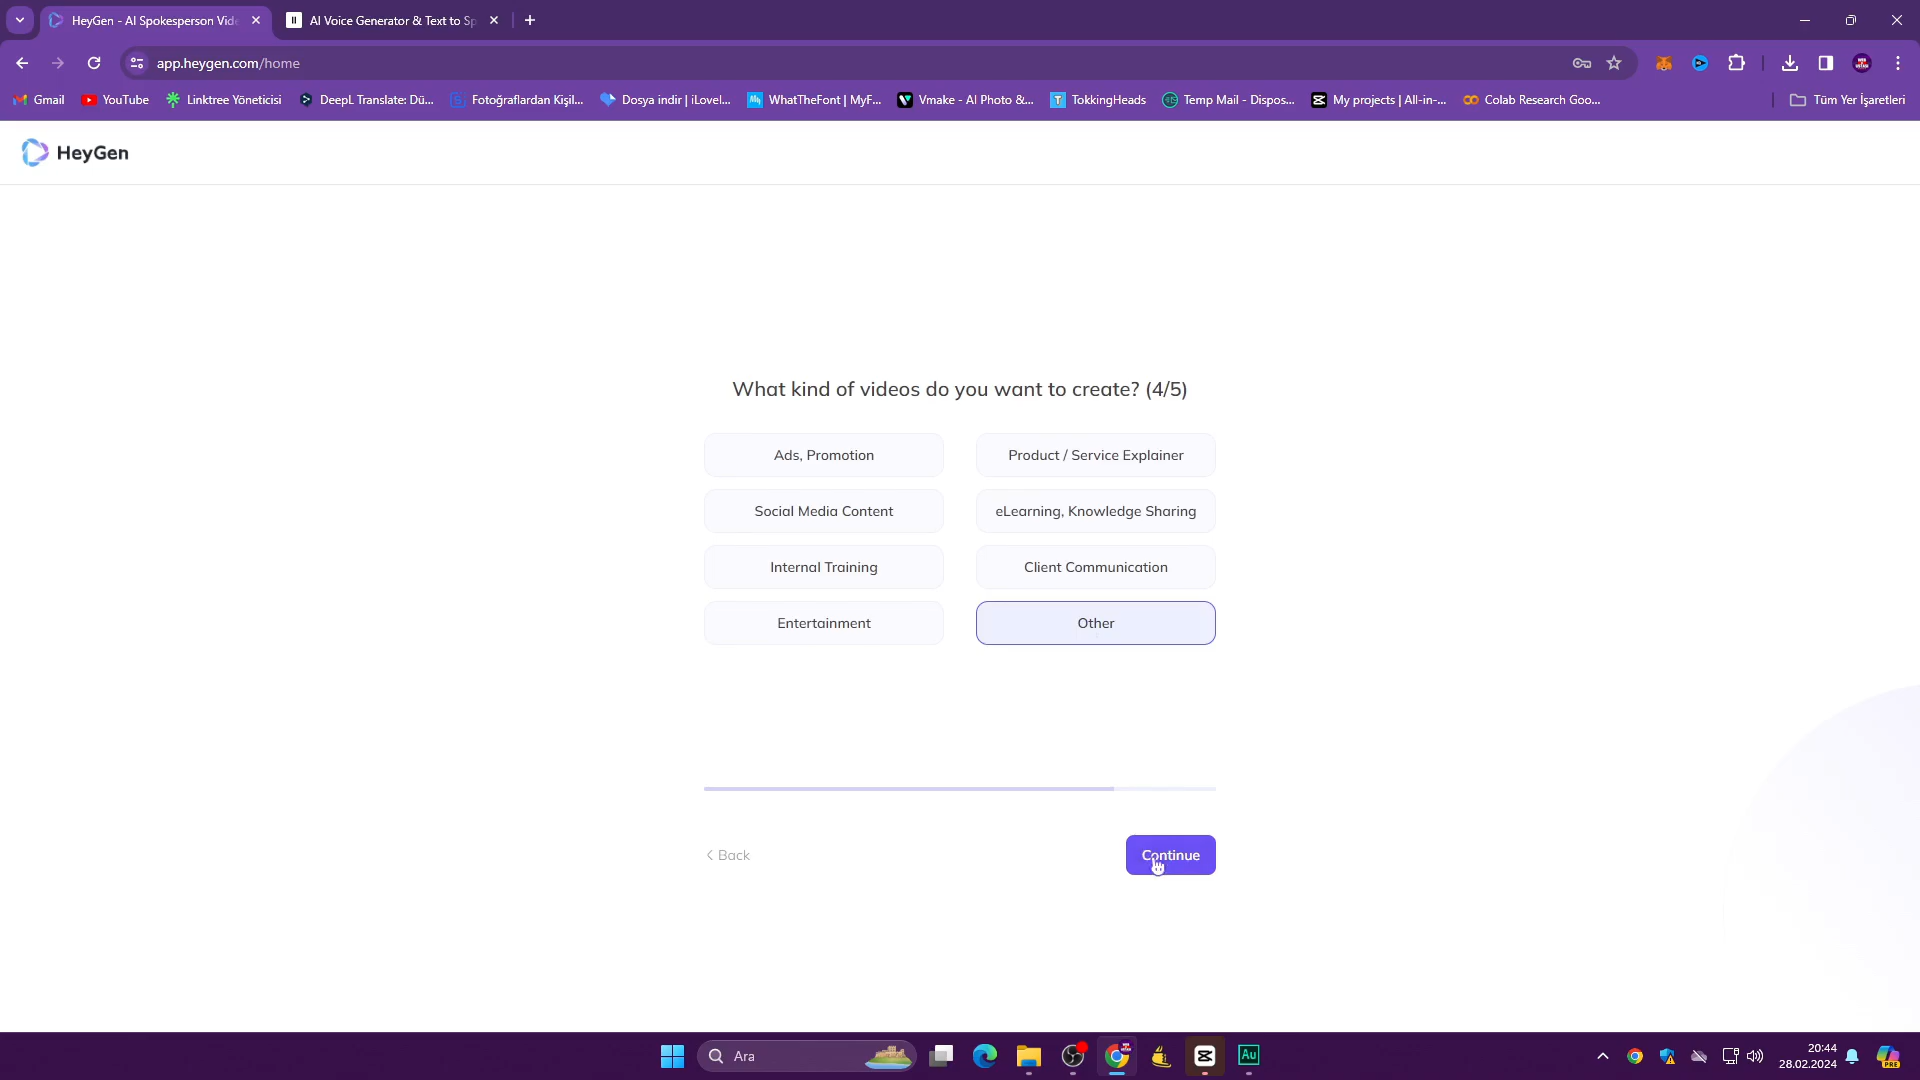 HeyGen - AI Spokesperson Vide
AI Voice Generator & Text to Sp
app.heygen.com/home
Gmail
YouTube
Linktree Yöneticisi
DeepL Translate: Dü...
Fotoğraflardan Kişil...
Dosya indir | iLoveI...
WhatTheFont | MyF...
Vmake - AI Photo &...
TokkingHeads
Temp Mail - Dispos...
My projects | All-in-...
Colab Research Goo...
Tüm Yer İşaretleri
HeyGen
What kind of videos do you want to create? (4/5)
Ads, Promotion
Product / Service Explainer
Social Media Content
eLearning, Knowledge Sharing
Internal Training
Client Communication
Entertainment
Other
< Back
Continue
Ara
Au
20:44
28.02.2024
PRE